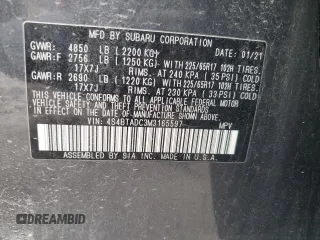 MFD BY SUBARU CORPORATION 01/21
GVWR: 4850 LB (2200 KG)
GAWR:F 2756 LB (1250 KG) WITH 225/65R17 102H TIRES,
17X7J RIMS, AT 240 KPA (35 PSI) COLD
GAWR:R 2690 LB (1220 KG) WITH 225/65R17 102H TIRES,
17X7J RIMS, AT 230 KPA (33 PSI) COLD
THIS VEHICLE CONFORMS TO ALL APPLICABLE
FEDERAL MOTOR VEHICLE SAFETY AND BUMPER
STANDARDS IN EFFECT ON THE DATE OF
MANUFACTURE SHOWN ABOVE.
VIN: 4S4BTADC3M3165597 MPV
ASSEMBLED BY SIA INC. MADE IN U.S.A.
DREAMBID